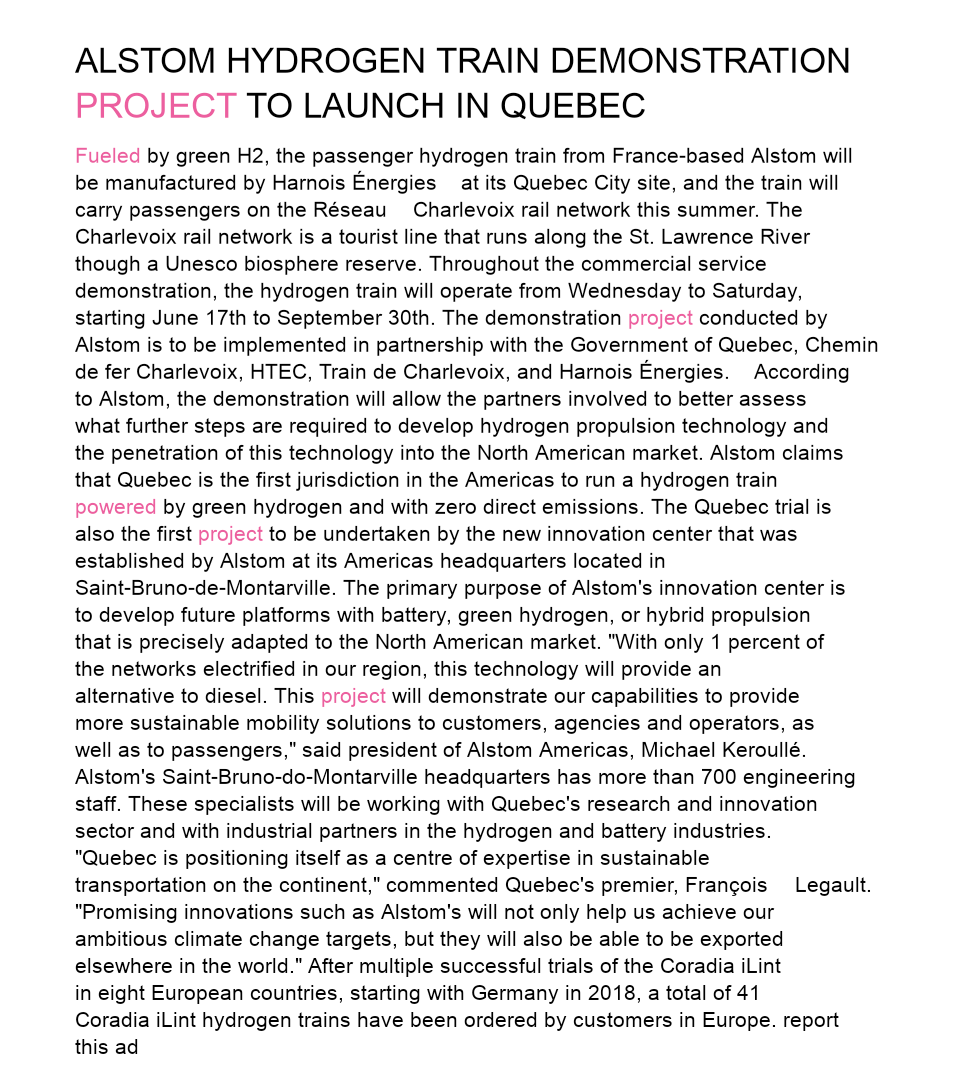 ALSTOM HYDROGEN TRAIN DEMONSTRATION
PROJECT TO LAUNCH IN QUEBEC
Fueled by green H2, the passenger hydrogen train from France-based Alstom will
be manufactured by Harnois Énergies at its Quebec City site, and the train will
carry passengers on the Réseau Charlevoix rail network this summer. The
Charlevoix rail network is a tourist line that runs along the St. Lawrence River
though a Unesco biosphere reserve. Throughout the commercial service
demonstration, the hydrogen train will operate from Wednesday to Saturday,
starting June 17th to September 30th. The demonstration project conducted by
Alstom is to be implemented in partnership with the Government of Quebec, Chemin
de fer Charlevoix, HTEC, Train de Charlevoix, and Harnois Énergies. According
to Alstom, the demonstration will allow the partners involved to better assess
what further steps are required to develop hydrogen propulsion technology and
the penetration of this technology into the North American market. Alstom claims
that Quebec is the first jurisdiction in the Americas to run a hydrogen train
powered by green hydrogen and with zero direct emissions. The Quebec trial is
also the first project to be undertaken by the new innovation center that was
established by Alstom at its Americas headquarters located in
Saint-Bruno-de-Montarville. The primary purpose of Alstom's innovation center is
to develop future platforms with battery, green hydrogen, or hybrid propulsion
that is precisely adapted to the North American market. "With only 1 percent of
the networks electrified in our region, this technology will provide an
alternative to diesel. This project will demonstrate our capabilities to provide
more sustainable mobility solutions to customers, agencies and operators, as
well as to passengers," said president of Alstom Americas, Michael Keroullé.
Alstom's Saint-Bruno-do-Montarville headquarters has more than 700 engineering
staff. These specialists will be working with Quebec's research and innovation
sector and with industrial partners in the hydrogen and battery industries.
"Quebec is positioning itself as a centre of expertise in sustainable
transportation on the continent," commented Quebec's premier, François Legault.
"Promising innovations such as Alstom's will not only help us achieve our
ambitious climate change targets, but they will also be able to be exported
elsewhere in the world." After multiple successful trials of the Coradia iLint
in eight European countries, starting with Germany in 2018, a total of 41
Coradia iLint hydrogen trains have been ordered by customers in Europe. report
this ad